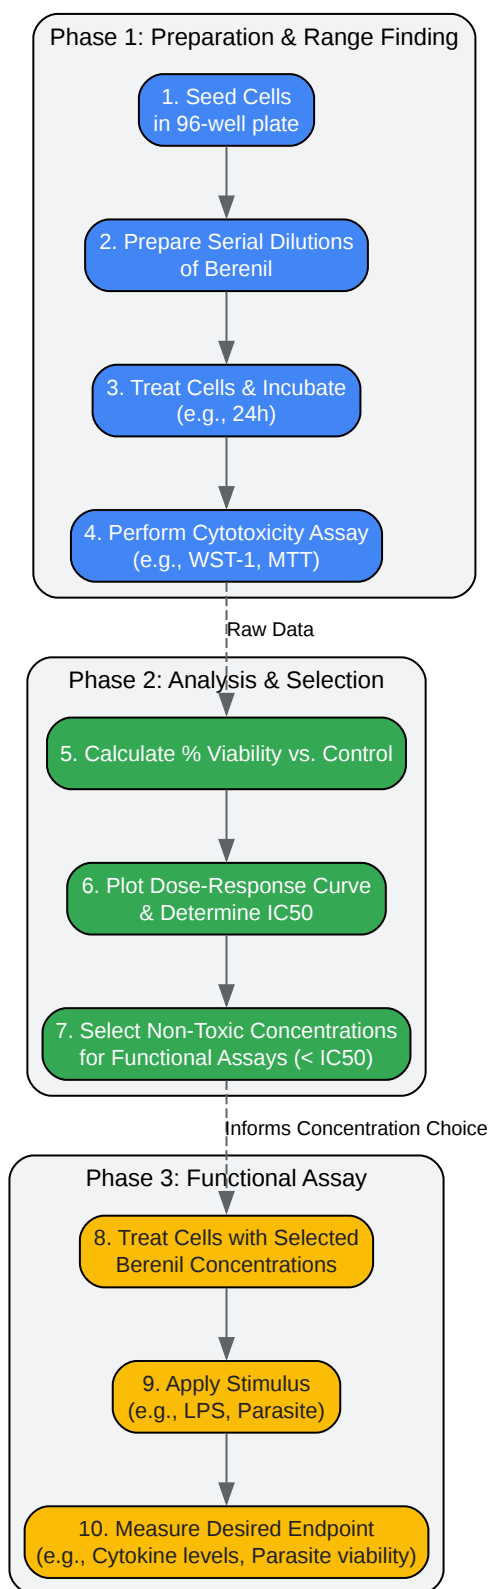 Phase 1: Preparation & Range Finding
1. Seed Cells
in 96-well plate
2. Prepare Serial Dilutions
of Berenil
3. Treat Cells & Incubate
(e.g., 24h)
4. Perform Cytotoxicity Assay
(e.g., WST-1, MTT)
Raw Data
Phase 2: Analysis & Selection
5. Calculate % Viability vs. Control
6. Plot Dose-Response Curve
& Determine IC50
7. Select Non-Toxic Concentrations
for Functional Assays (< IC50)
Informs Concentration Choice
Phase 3: Functional Assay
8. Treat Cells with Selected
Berenil Concentrations
9. Apply Stimulus
(e.g., LPS, Parasite)
10. Measure Desired Endpoint
(e.g., Cytokine levels, Parasite viability)